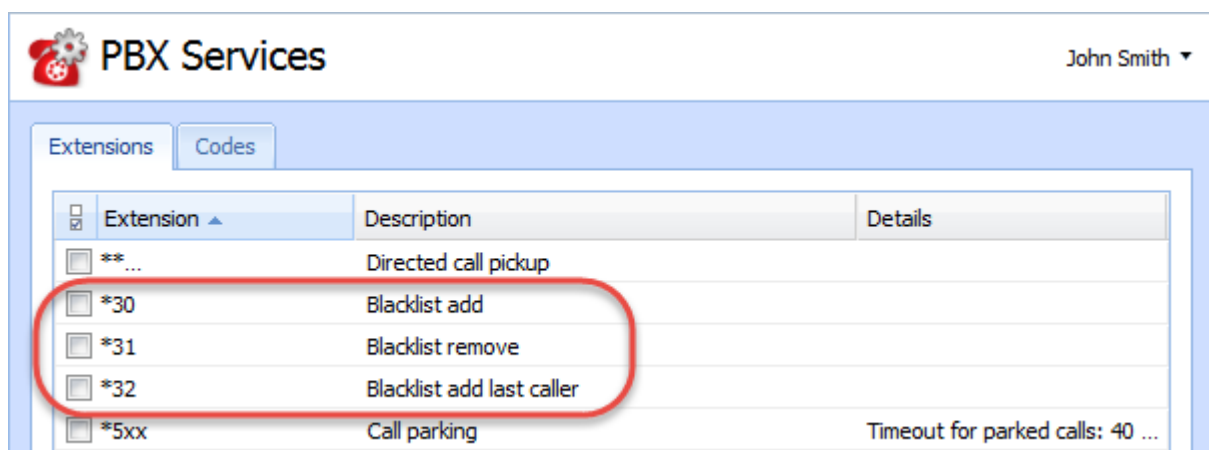 PBX Services
John Smith
Extensions Codes
Extension Description Details
**... Directed call pickup
*30 Blacklist add
*31 Blacklist remove
*32 Blacklist add last caller
*5xx Call parking Timeout for parked calls: 40 ...